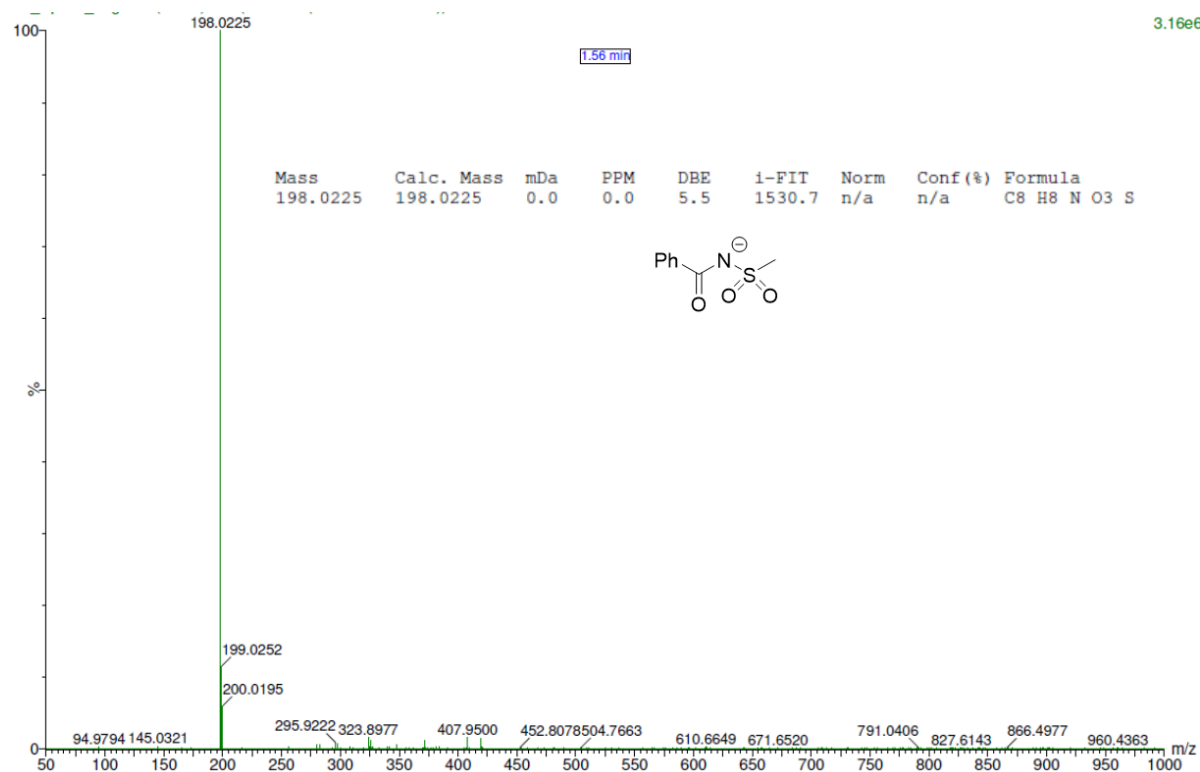 198.0225
100
3.16e6
1.56 min
Mass Calc. Mass mDa PPM DBE i-FIT Norm Conf(%) Formula
198.0225 198.0225 0.0 0.0 5.5 1530.7 n/a n/a C8 H8 N O3 S
Ph N S O O O
%
199.0252
200.0195
94.9794 145.0321 295.9222 323.8977 407.9500 452.8078 504.7663 610.6649 671.6520 791.0406 827.6143 866.4977 960.4363
0
m/z
50 100 150 200 250 300 350 400 450 500 550 600 650 700 750 800 850 900 950 1000